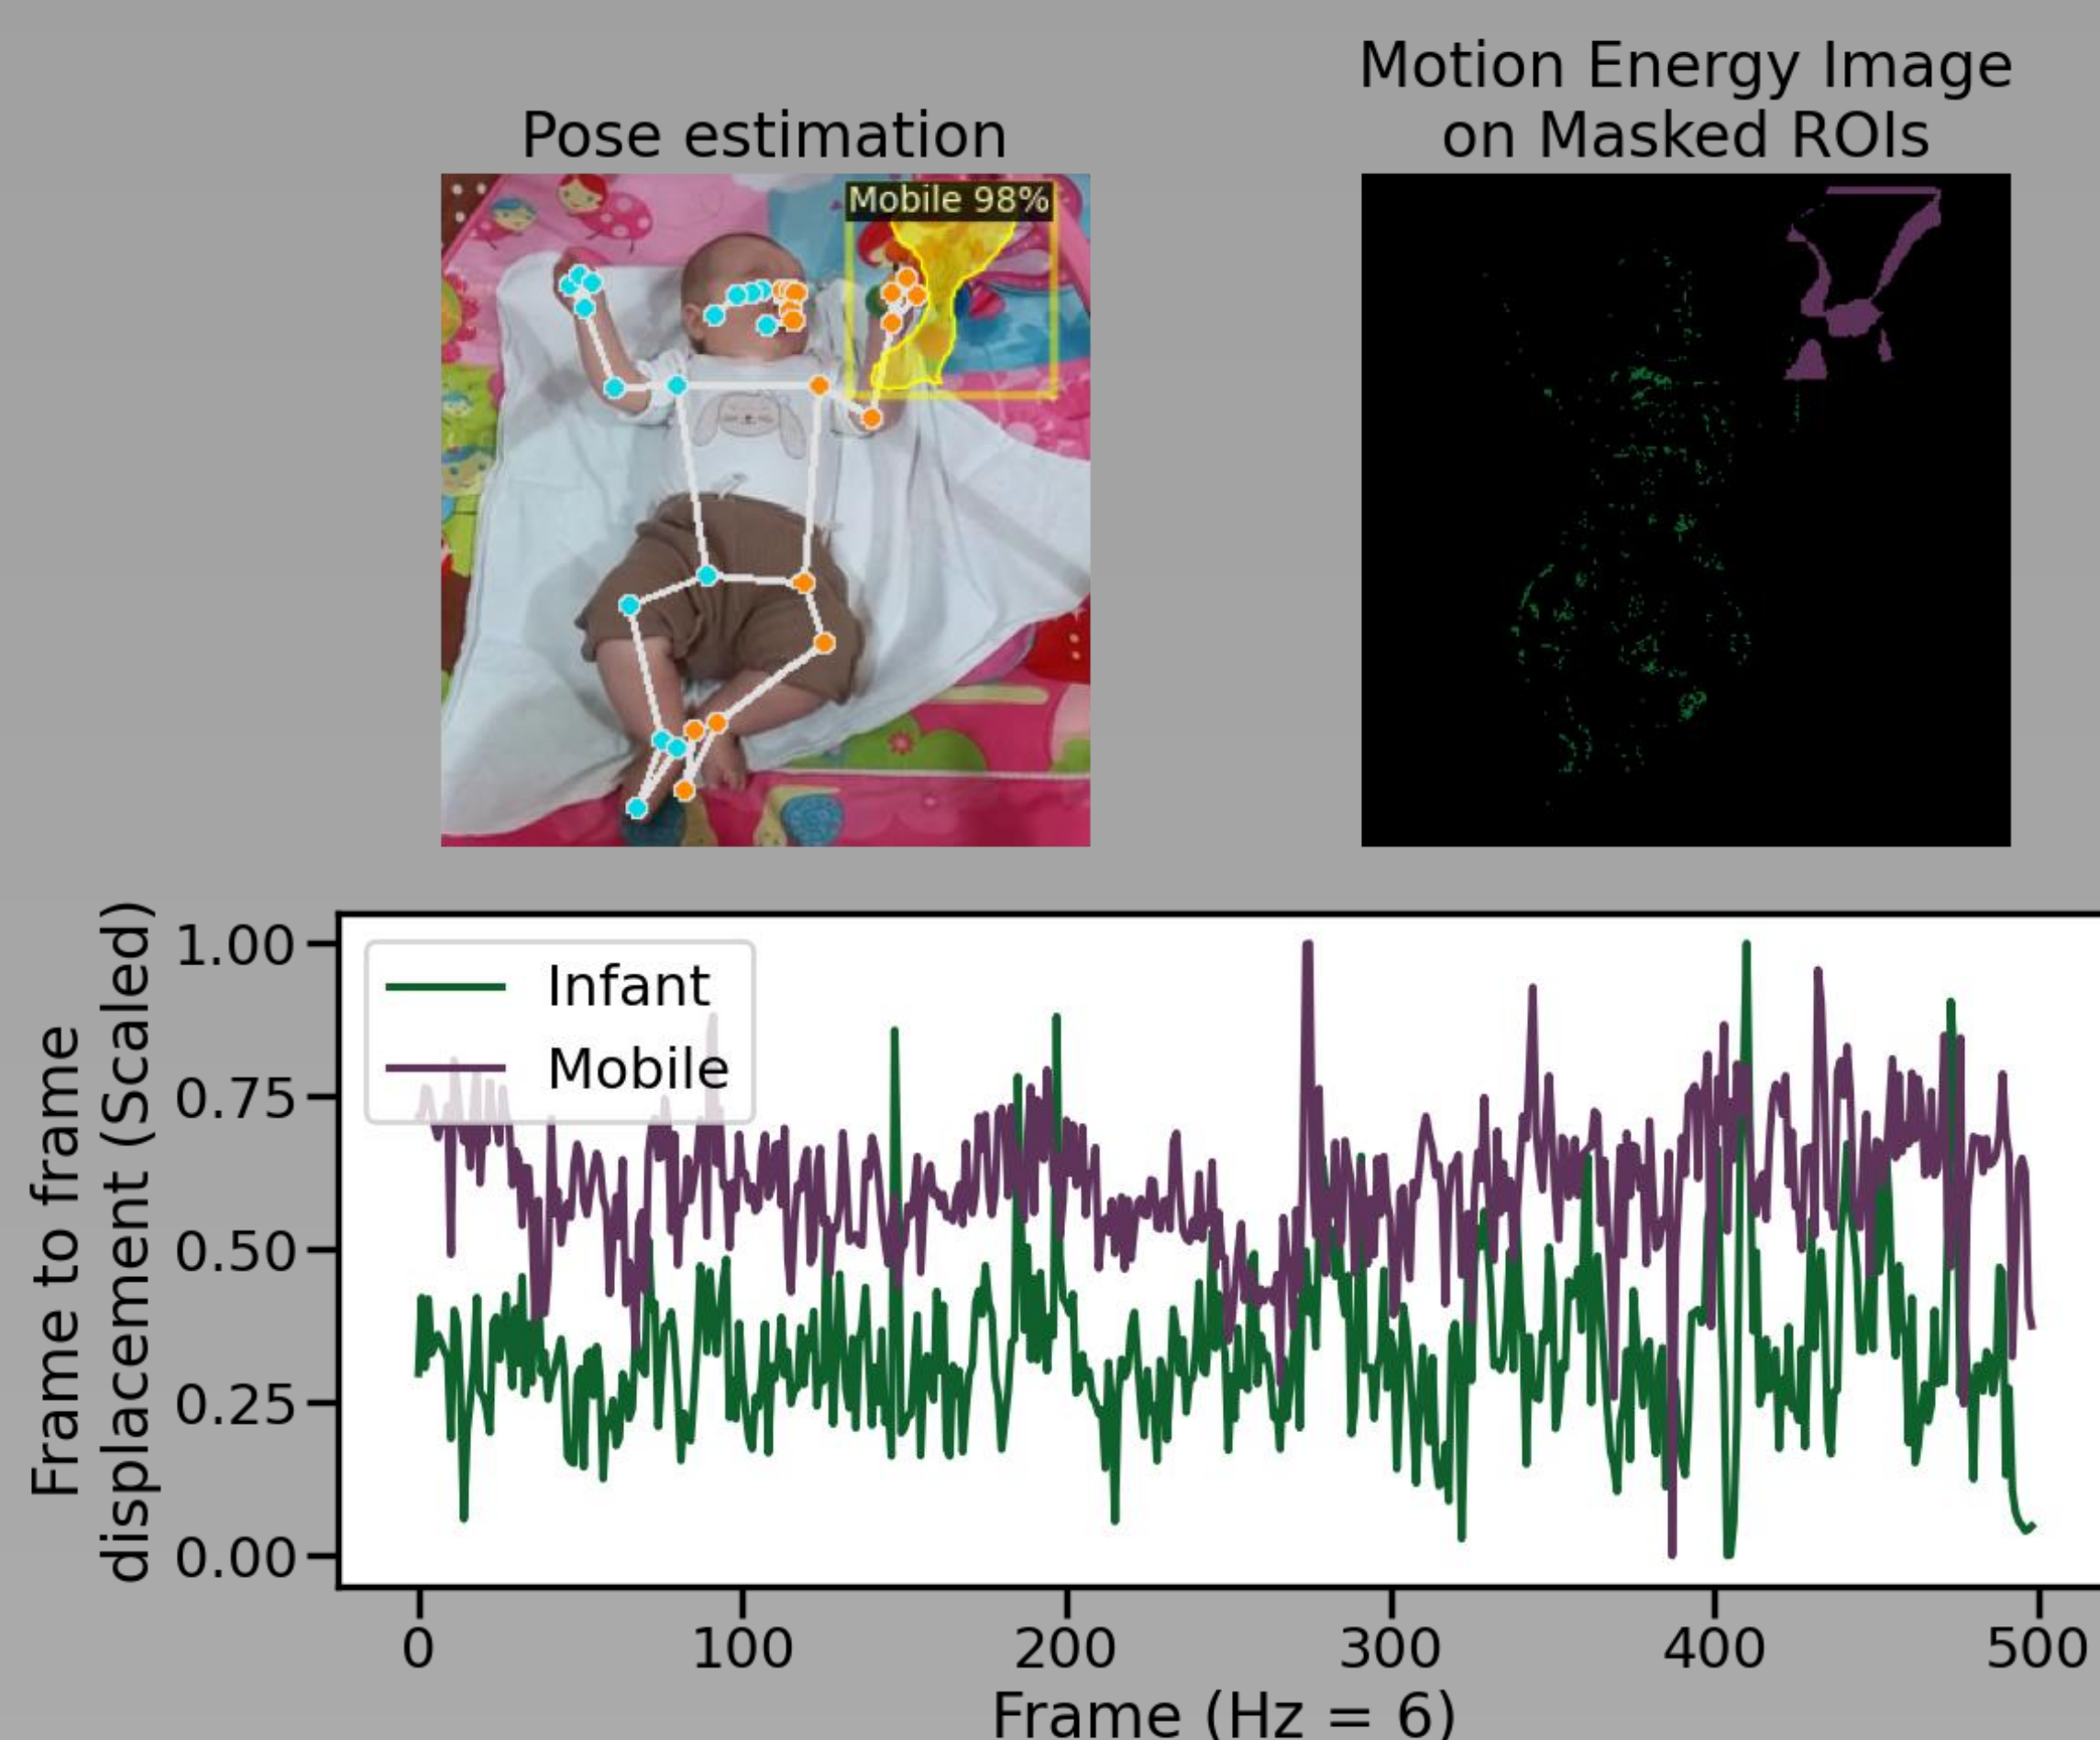 Motion Energy Image
on Masked ROIs
Pose estimation
Mobile 98%
Frame to frame
displacement (Scaled)
1.00
0.75
0.50
0.25
0.00
Infant
Mobile
0 100 200 300 400 500
Frame (Hz = 6)